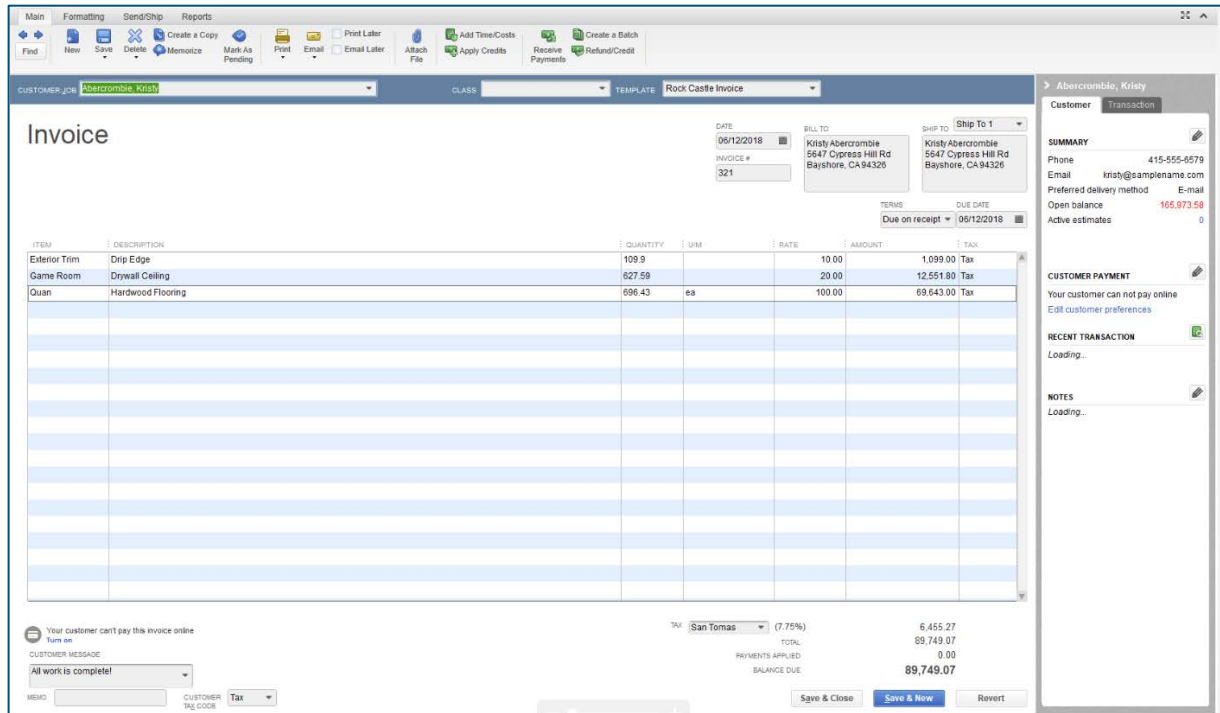 Main Formatting Send/Ship Reports
Find New Save Delete Create a Copy Memorize Mark As Pending Print Email Print Later Email Later Attach File Add Time/Costs Apply Credits Receive Payments Create a Batch Refund/Credit
CUSTOMER:JOB Abercrombie, Kristy CLASS TEMPLATE Rock Castle Invoice
Invoice
DATE
06/12/2018
INVOICE #
321
BILL TO
Kristy Abercrombie
5647 Cypress Hill Rd
Bayshore, CA 94326
SHIP TO Ship To 1
Kristy Abercrombie
5647 Cypress Hill Rd
Bayshore, CA 94326
TERMS DUE DATE
Due on receipt 06/12/2018
ITEM DESCRIPTION QUANTITY U/M RATE AMOUNT TAX
Exterior Trim Drip Edge 109.9 10.00 1,099.00 Tax
Game Room Drywall Ceiling 627.59 20.00 12,551.80 Tax
Quan Hardwood Flooring 696.43 ea 100.00 69,643.00 Tax
Your customer can't pay this invoice online
Turn on
CUSTOMER MESSAGE
All work is complete!
MEMO CUSTOMER TAX CODE Tax
TAX San Tomas (7.75%) 6,455.27
TOTAL 89,749.07
PAYMENTS APPLIED 0.00
BALANCE DUE 89,749.07
Save & Close Save & New Revert
Abercrombie, Kristy
Customer Transaction
SUMMARY
Phone 415-555-6579
Email kristy@samplename.com
Preferred delivery method E-mail
Open balance 165,973.58
Active estimates 0
CUSTOMER PAYMENT
Your customer can not pay online
Edit customer preferences
RECENT TRANSACTION
Loading...
NOTES
Loading...